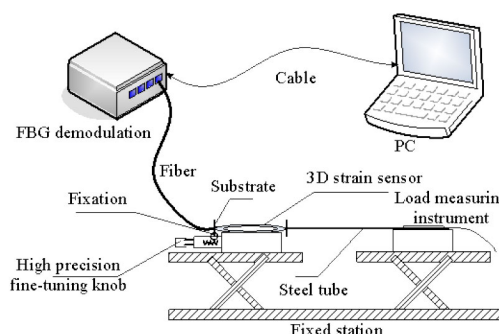 Cable
FBG demodulation
PC
Fiber
Fixation
Substrate
3D strain sensor
Load measurin
instrument
High precision
fine-tuning knob
Steel tube
Fixed station